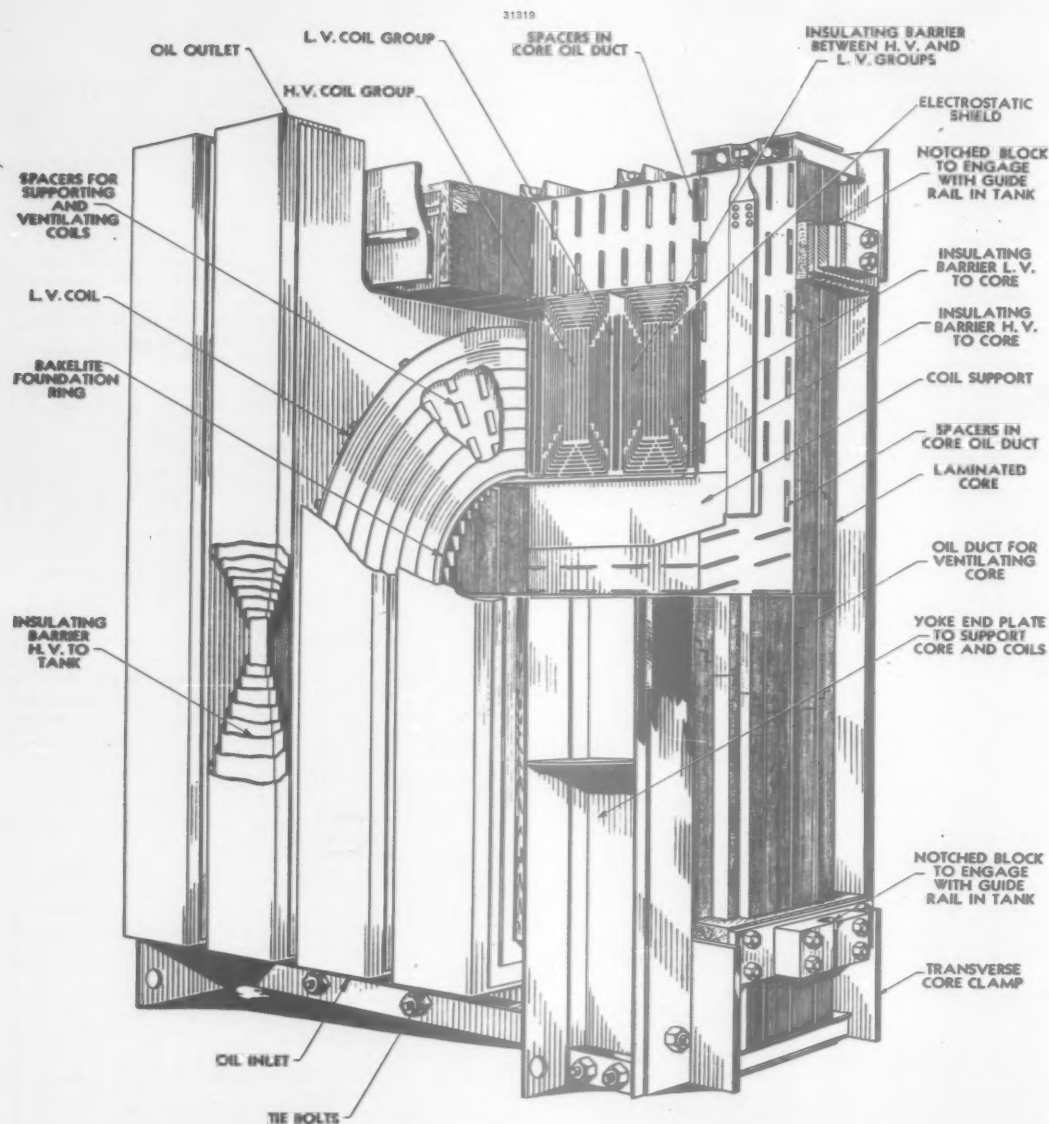 31319
OIL OUTLET
L.V. COIL GROUP
H.V. COIL GROUP
SPACERS IN
CORE OIL DUCT
INSULATING BARRIER
BETWEEN H.V. AND
L.V. GROUPS
ELECTROSTATIC
SHIELD
NOTCHED BLOCK
TO ENGAGE
WITH GUIDE
RAIL IN TANK
INSULATING
BARRIER L.V.
TO CORE
INSULATING
BARRIER H.V.
TO CORE
COIL SUPPORT
SPACERS IN
CORE OIL DUCT
LAMINATED
CORE
OIL DUCT FOR
VENTILATING
CORE
YOKE END PLATE
TO SUPPORT
CORE AND COILS
NOTCHED BLOCK
TO ENGAGE
WITH GUIDE
RAIL IN TANK
TRANSVERSE
CORE CLAMP
SPACERS FOR
SUPPORTING
AND
VENTILATING
COILS
L.V. COIL
BAKELITE
FOUNDATION
RING
INSULATING
BARRIER
H.V. TO
TANK
OIL INLET
TIE BOLTS